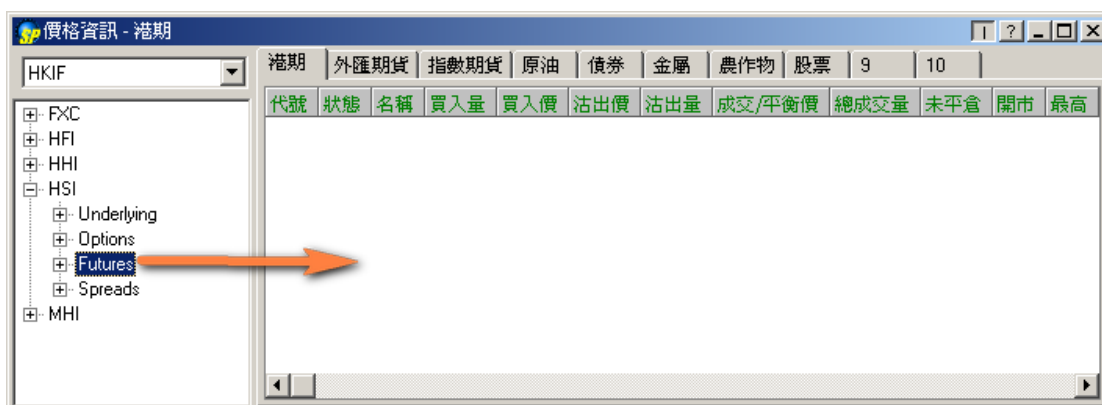 SP 價格資訊 - 港期
HKIF
FXC
HFI
HHI
HSI
Underlying
Options
Futures
Spreads
MHI
港期 外匯期貨 指數期貨 原油 債券 金屬 農作物 股票 9 10
代號 狀態 名稱 買入量 買入價 沽出價 沽出量 成交/平衡價 總成交量 未平倉 開市 最高